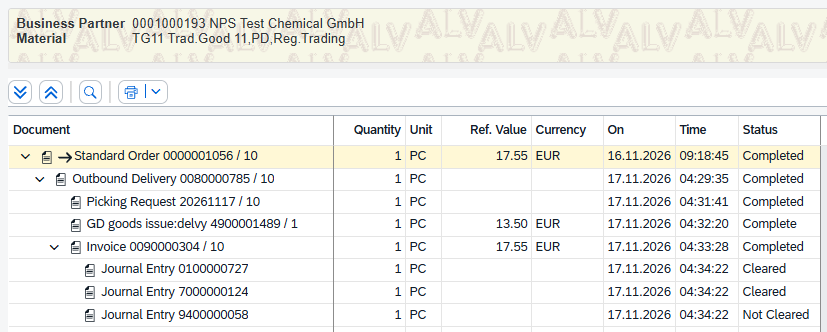 Business Partner 0001000193 NPS Test Chemical GmbH
Material TG11 Trad.Good 11,PD,Reg.Trading
Document Quantity Unit Ref. Value Currency On Time Status
Standard Order 0000001056 / 10 1 PC 17.55 EUR 16.11.2026 09:18:45 Completed
Outbound Delivery 0080000785 / 10 1 PC 17.11.2026 04:29:35 Completed
Picking Request 20261117 / 10 1 PC 17.11.2026 04:31:41 Completed
GD goods issue:delvy 4900001489 / 1 1 PC 13.50 EUR 17.11.2026 04:32:20 Complete
Invoice 0090000304 / 10 1 PC 17.55 EUR 17.11.2026 04:33:28 Completed
Journal Entry 0100000727 1 PC 17.11.2026 04:34:22 Cleared
Journal Entry 7000000124 1 PC 17.11.2026 04:34:22 Cleared
Journal Entry 9400000058 1 PC 17.11.2026 04:34:22 Not Cleared